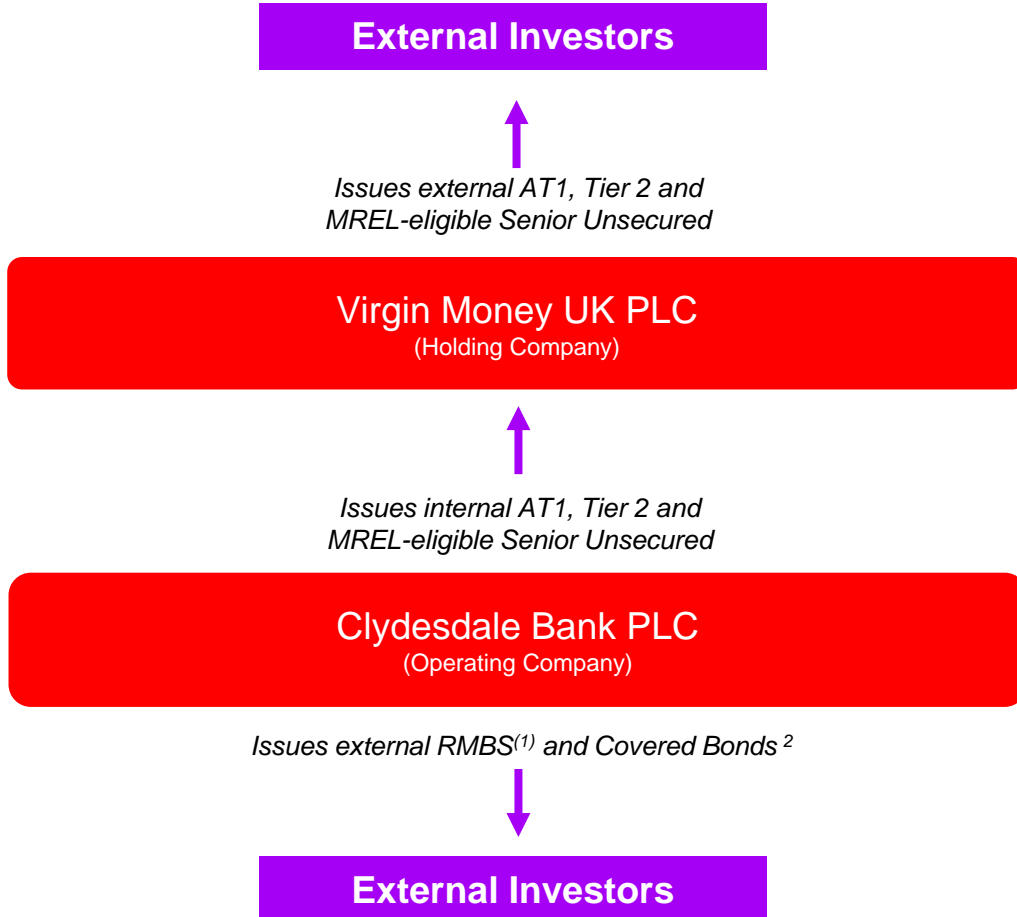 External Investors
Issues external AT1, Tier 2 and
MREL-eligible Senior Unsecured
Virgin Money UK PLC
(Holding Company)
Issues internal AT1, Tier 2 and
MREL-eligible Senior Unsecured
Clydesdale Bank PLC
(Operating Company)
Issues external RMBS(1) and Covered Bonds 2
External Investors